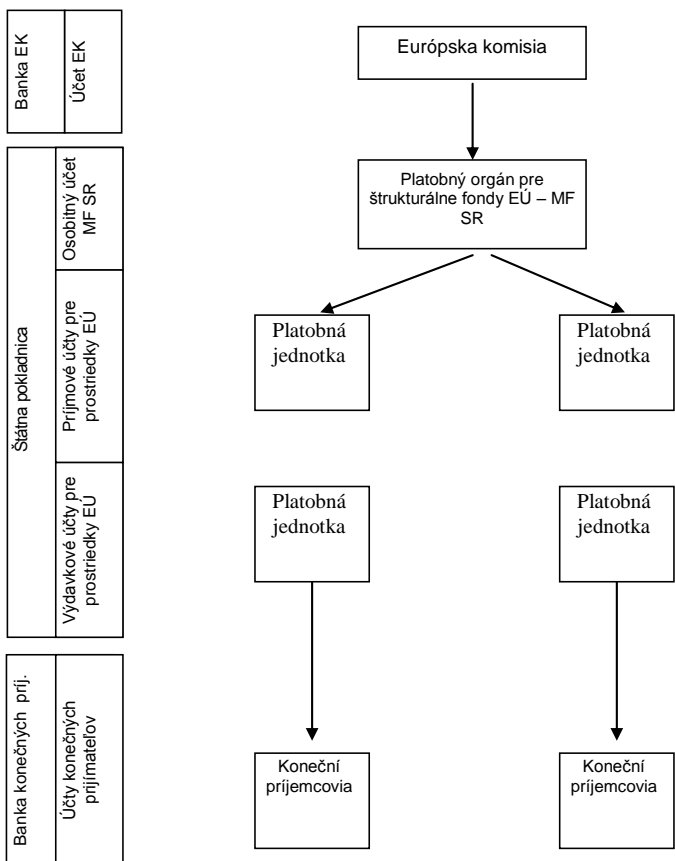 Banka EK
Účet EK
Európska komisia
Štátna pokladnica
Osobitný účet
MF SR
Platobný orgán pre
štrukturálne fondy EÚ – MF
SR
Príjmové účty pre
prostriedky EÚ
Platobná
jednotka
Platobná
jednotka
Výdavkové účty pre
prostriedky EÚ
Platobná
jednotka
Platobná
jednotka
Banka konečných príj.
Účty konečných
prijímateľov
Koneční
príjemcovia
Koneční
príjemcovia